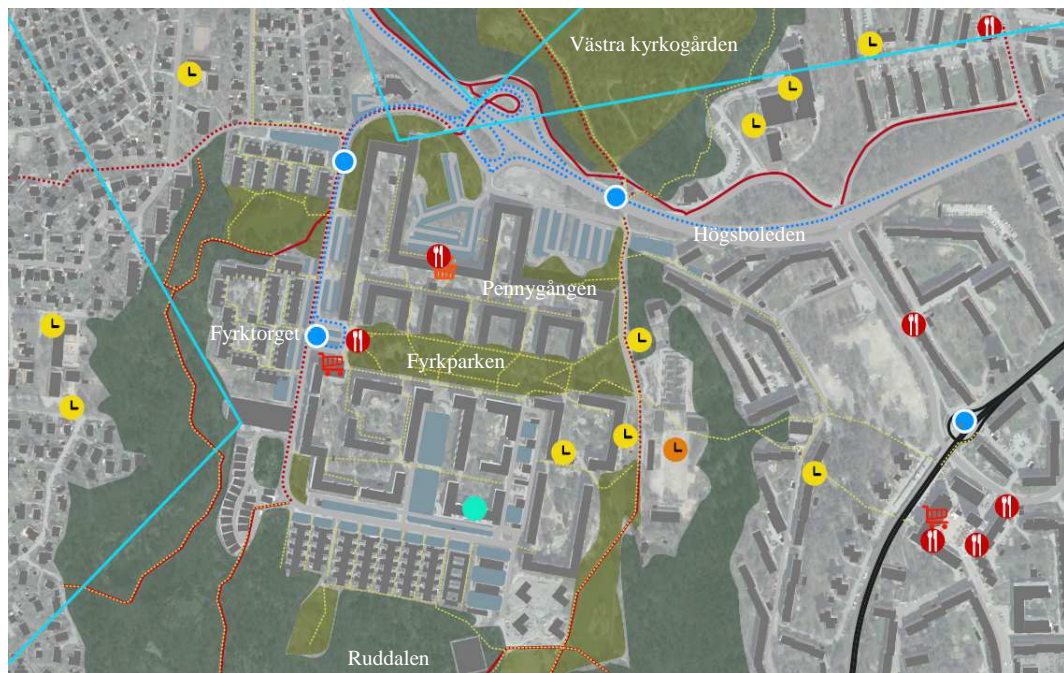 Västra kyrkogården
Högsboleden
Pennygången
Fyrktorget
Fyrkparken
Ruddalen